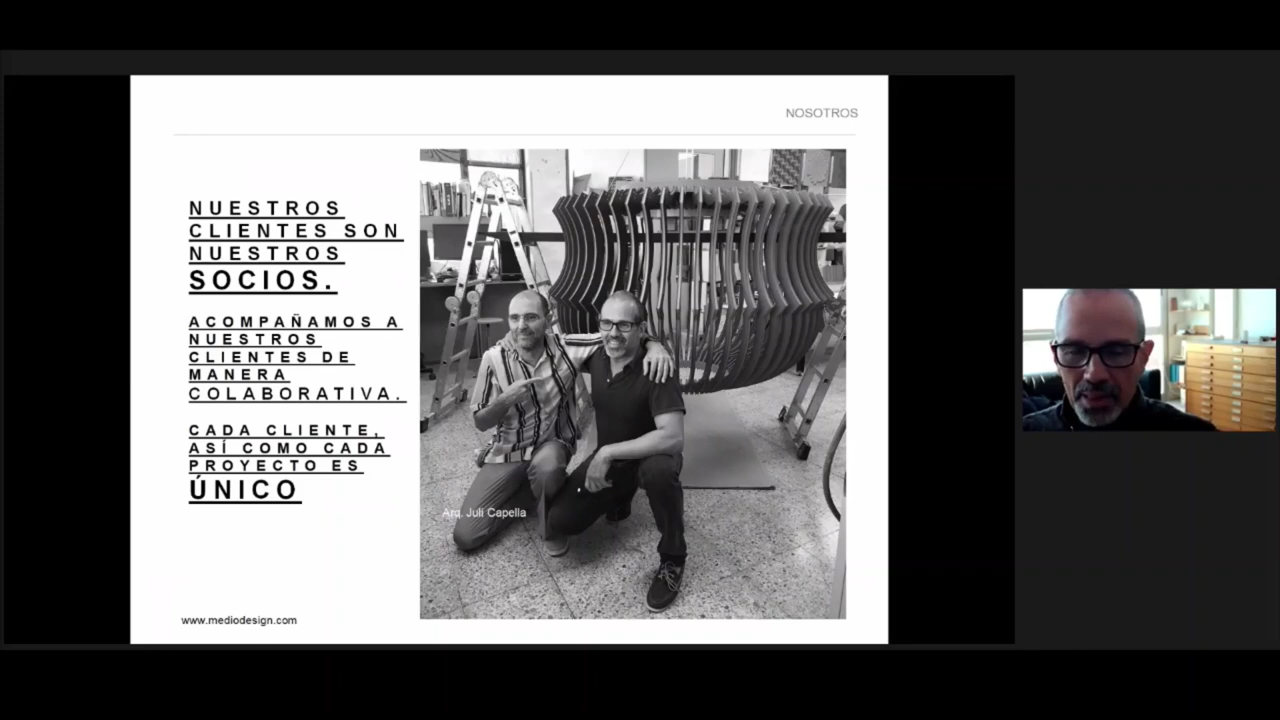 NOSOTROS
NUESTROS
CLIENTES SON
NUESTROS
SOCIOS.
ACOMPAÑAMOS A
NUESTROS
CLIENTES DE
MANERA
COLABORATIVA.
CADA CLIENTE,
ASÍ COMO CADA
PROYECTO ES
ÚNICO
Arq. Juli Capella
www.mediodesign.com